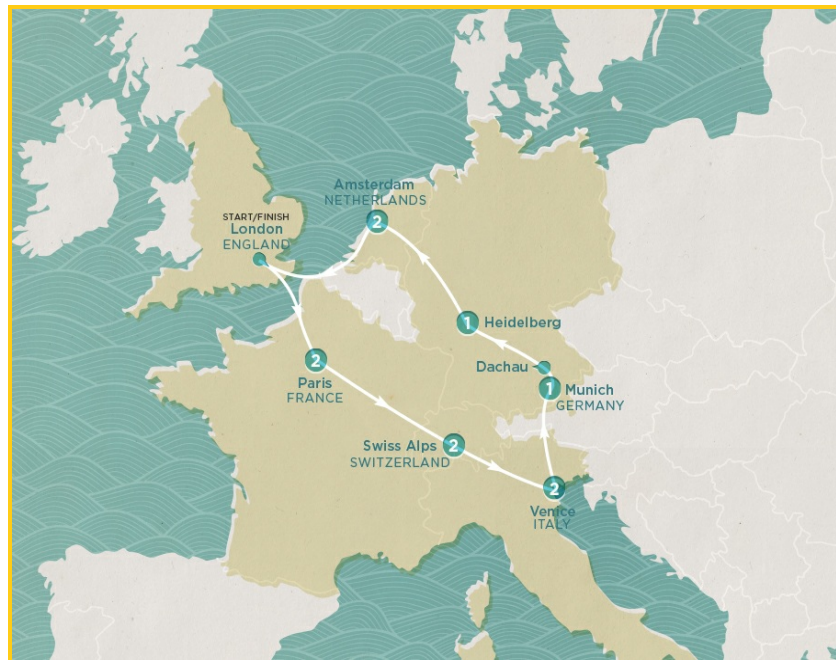 Amsterdam
NETHERLANDS
2
START/FINISH
London
ENGLAND
1
Heidelberg
2
Paris
FRANCE
Dachau
1
Munich
GERMANY
Swiss Alps
SWITZERLAND
2
2
Venice
ITALY